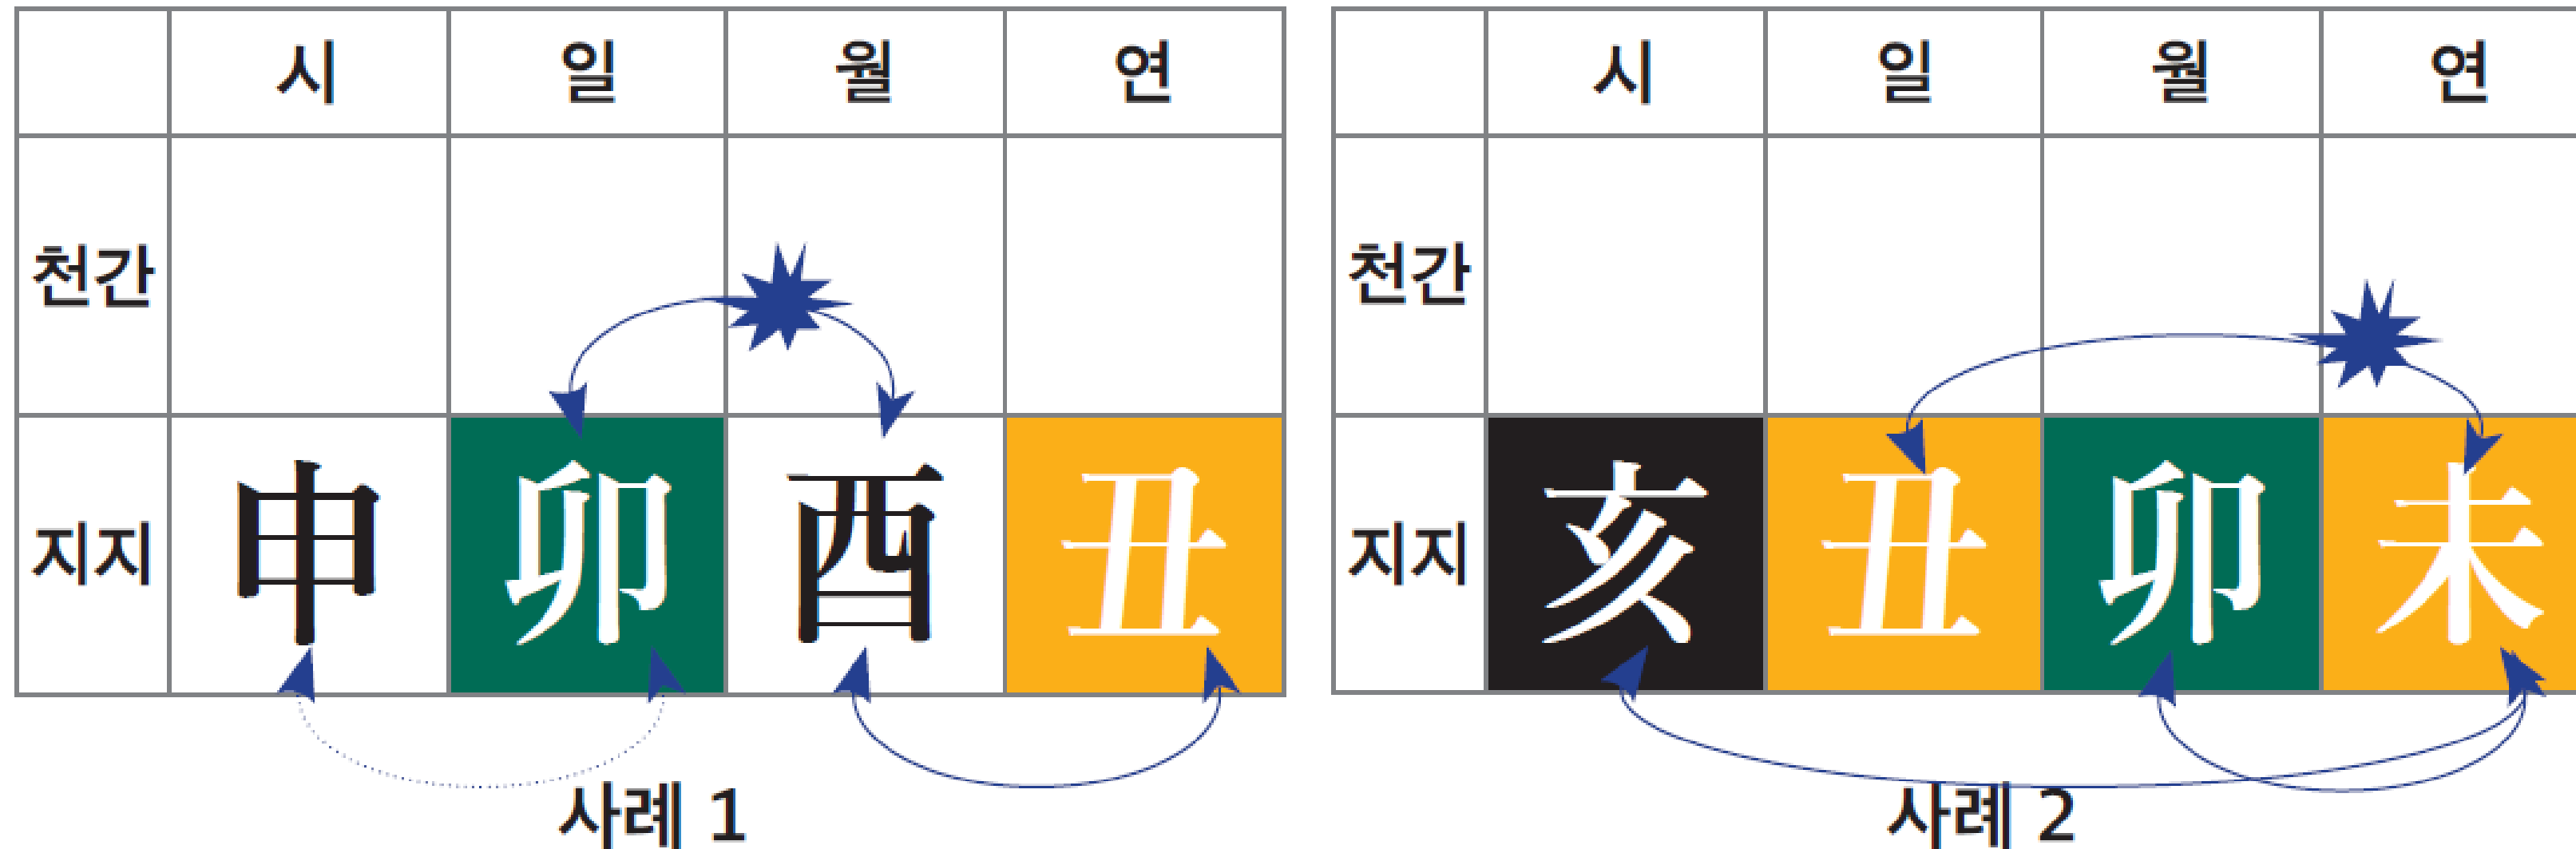 시 일 월 연
천간
지지 申 卯 酉 丑
사례 1
시 일 월 연
천간
지지 亥 丑 卯 未
사례 2